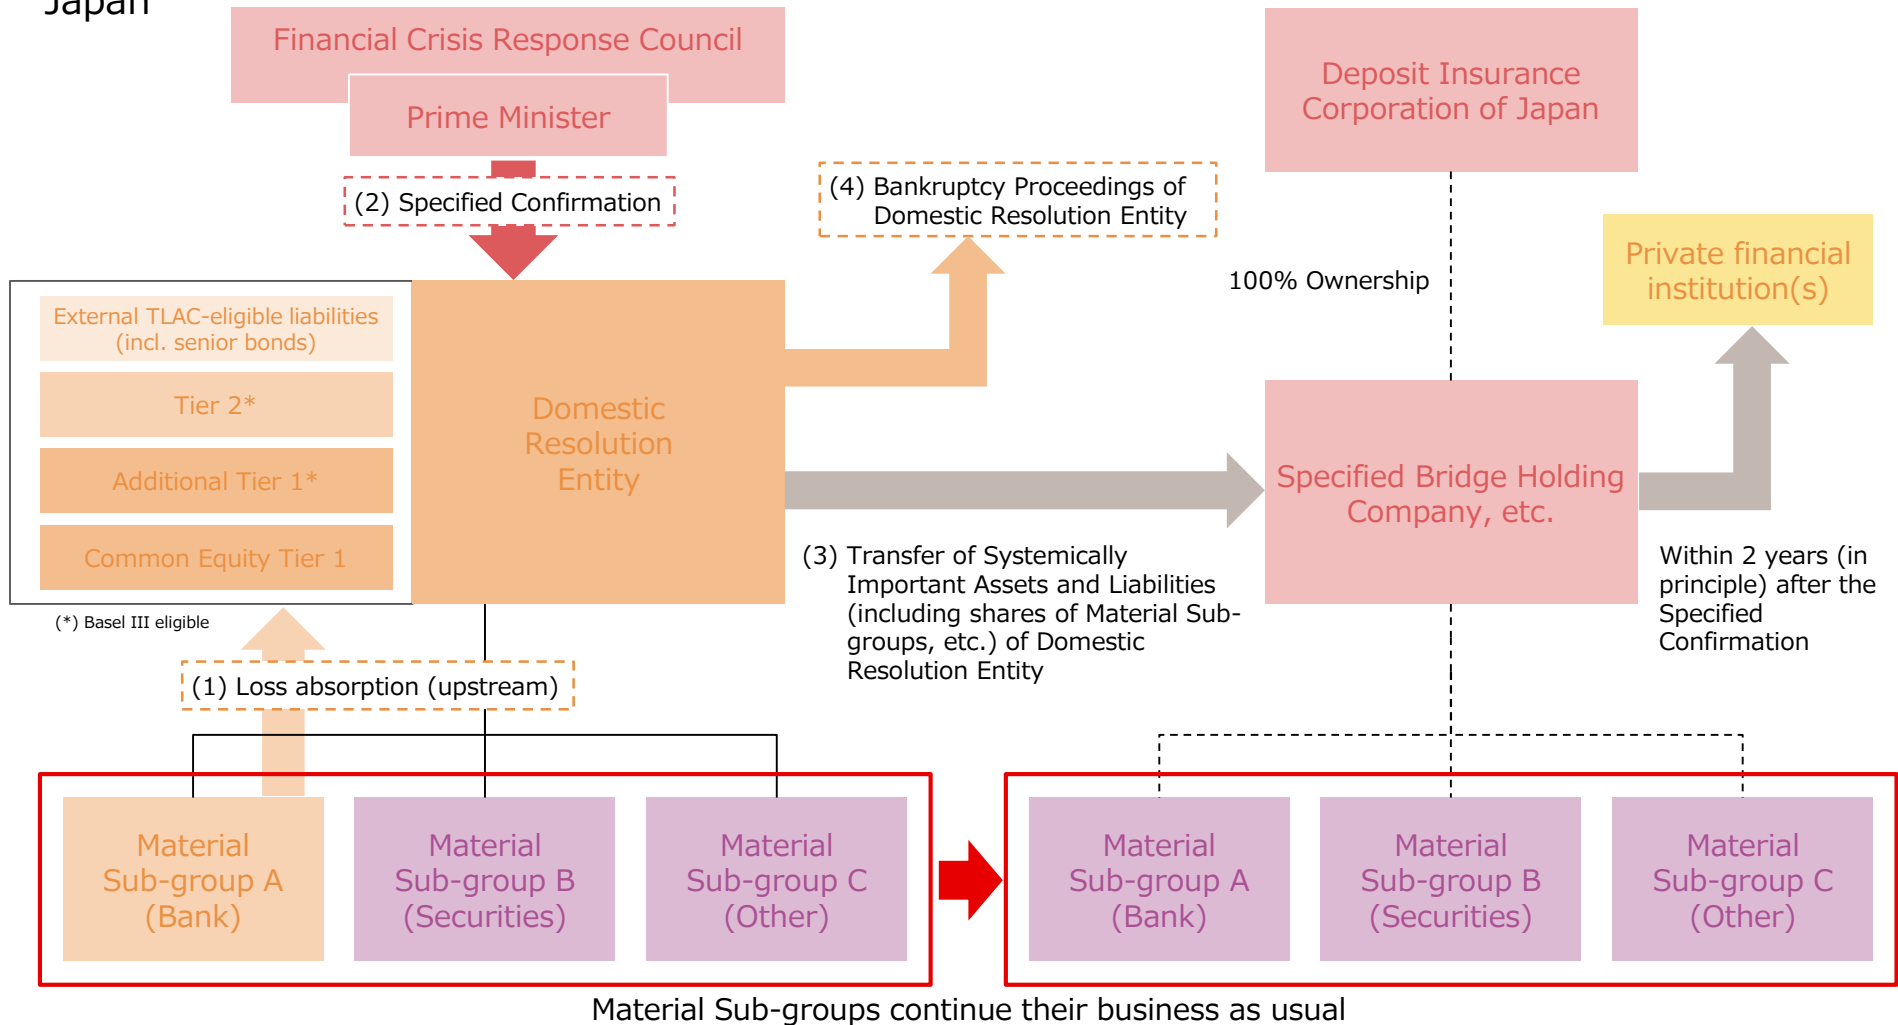 Japan
Financial Crisis Response Council
Prime Minister
(2) Specified Confirmation
(4) Bankruptcy Proceedings of
Domestic Resolution Entity
Deposit Insurance
Corporation of Japan
100% Ownership
Private financial
institution(s)
External TLAC-eligible liabilities
(incl. senior bonds)
Tier 2*
Additional Tier 1*
Common Equity Tier 1
(*) Basel III eligible
Domestic
Resolution
Entity
Specified Bridge Holding
Company, etc.
(3) Transfer of Systemically
Important Assets and Liabilities
(including shares of Material Sub-
groups, etc.) of Domestic
Resolution Entity
Within 2 years (in
principle) after the
Specified
Confirmation
(1) Loss absorption (upstream)
Material
Sub-group A
(Bank)
Material
Sub-group B
(Securities)
Material
Sub-group C
(Other)
Material
Sub-group A
(Bank)
Material
Sub-group B
(Securities)
Material
Sub-group C
(Other)
Material Sub-groups continue their business as usual